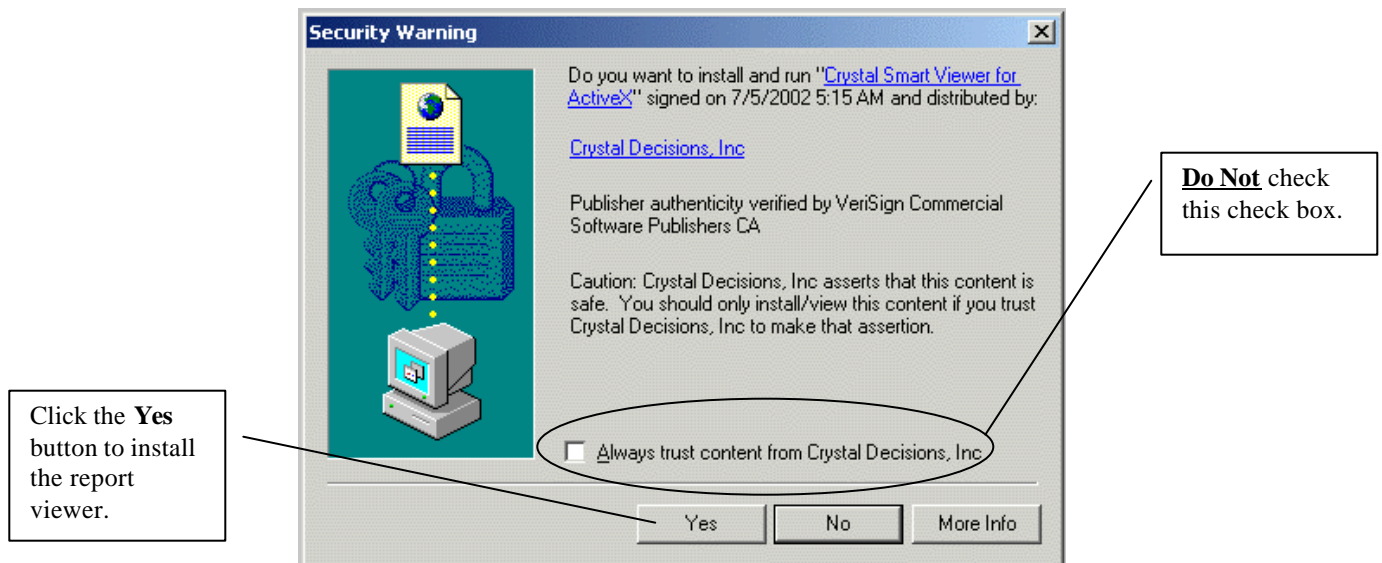 Security Warning
Do you want to install and run "Crystal Smart Viewer for
ActiveX" signed on 7/5/2002 5:15 AM and distributed by:
Crystal Decisions, Inc
Publisher authenticity verified by VeriSign Commercial
Software Publishers CA
Caution: Crystal Decisions, Inc asserts that this content is
safe. You should only install/view this content if you trust
Crystal Decisions, Inc to make that assertion.
Always trust content from Crystal Decisions, Inc
Yes
No
More Info
Do Not check
this check box.
Click the Yes
button to install
the report
viewer.